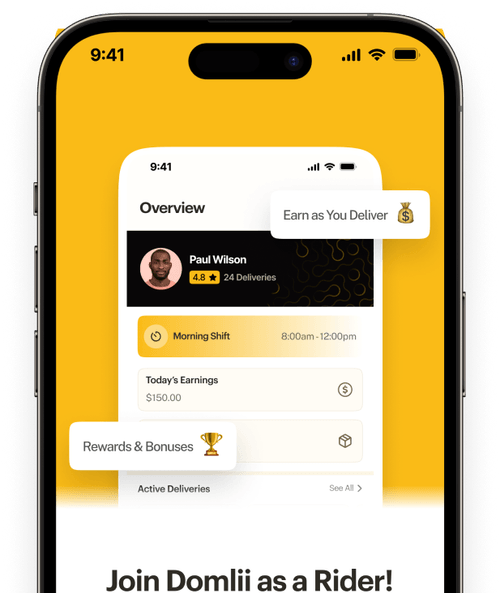 9:41
9:41
Overview
Earn as You Deliver
Paul Wilson
4.8 ★ 24 Deliveries
Morning Shift 8:00am - 12:00pm
Today's Earnings
$150.00
Rewards & Bonuses
Active Deliveries See All >
Join Domlii as a Rider!